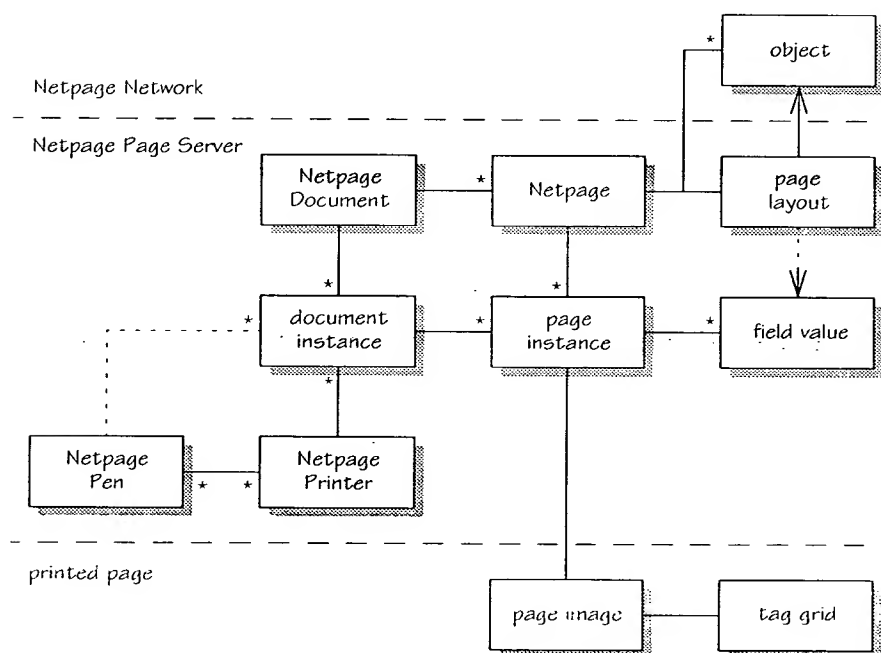 object
*
Netpage Network
Netpage Page Server
Netpage
Document
*
Netpage
page
layout
*
*
*
document
instance
*
page
instance
*
field value
*
Netpage
Pen
*
*
Netpage
Printer
printed page
page image
tag grid